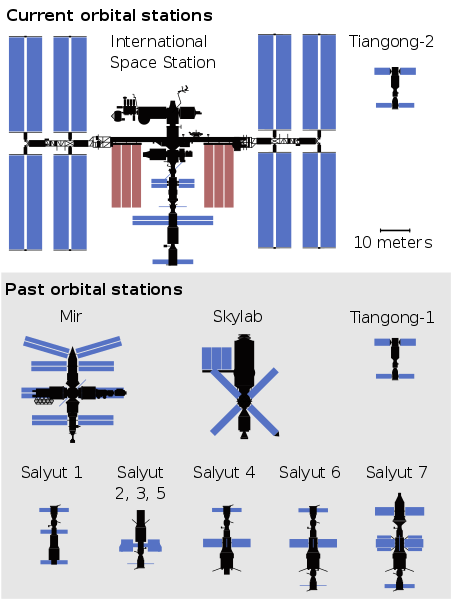 Current orbital stations
International
Space Station
Tiangong-2
10 meters
Past orbital stations
Mir
Skylab
Tiangong-1
Salyut 1
Salyut
2, 3, 5
Salyut 4
Salyut 6
Salyut 7